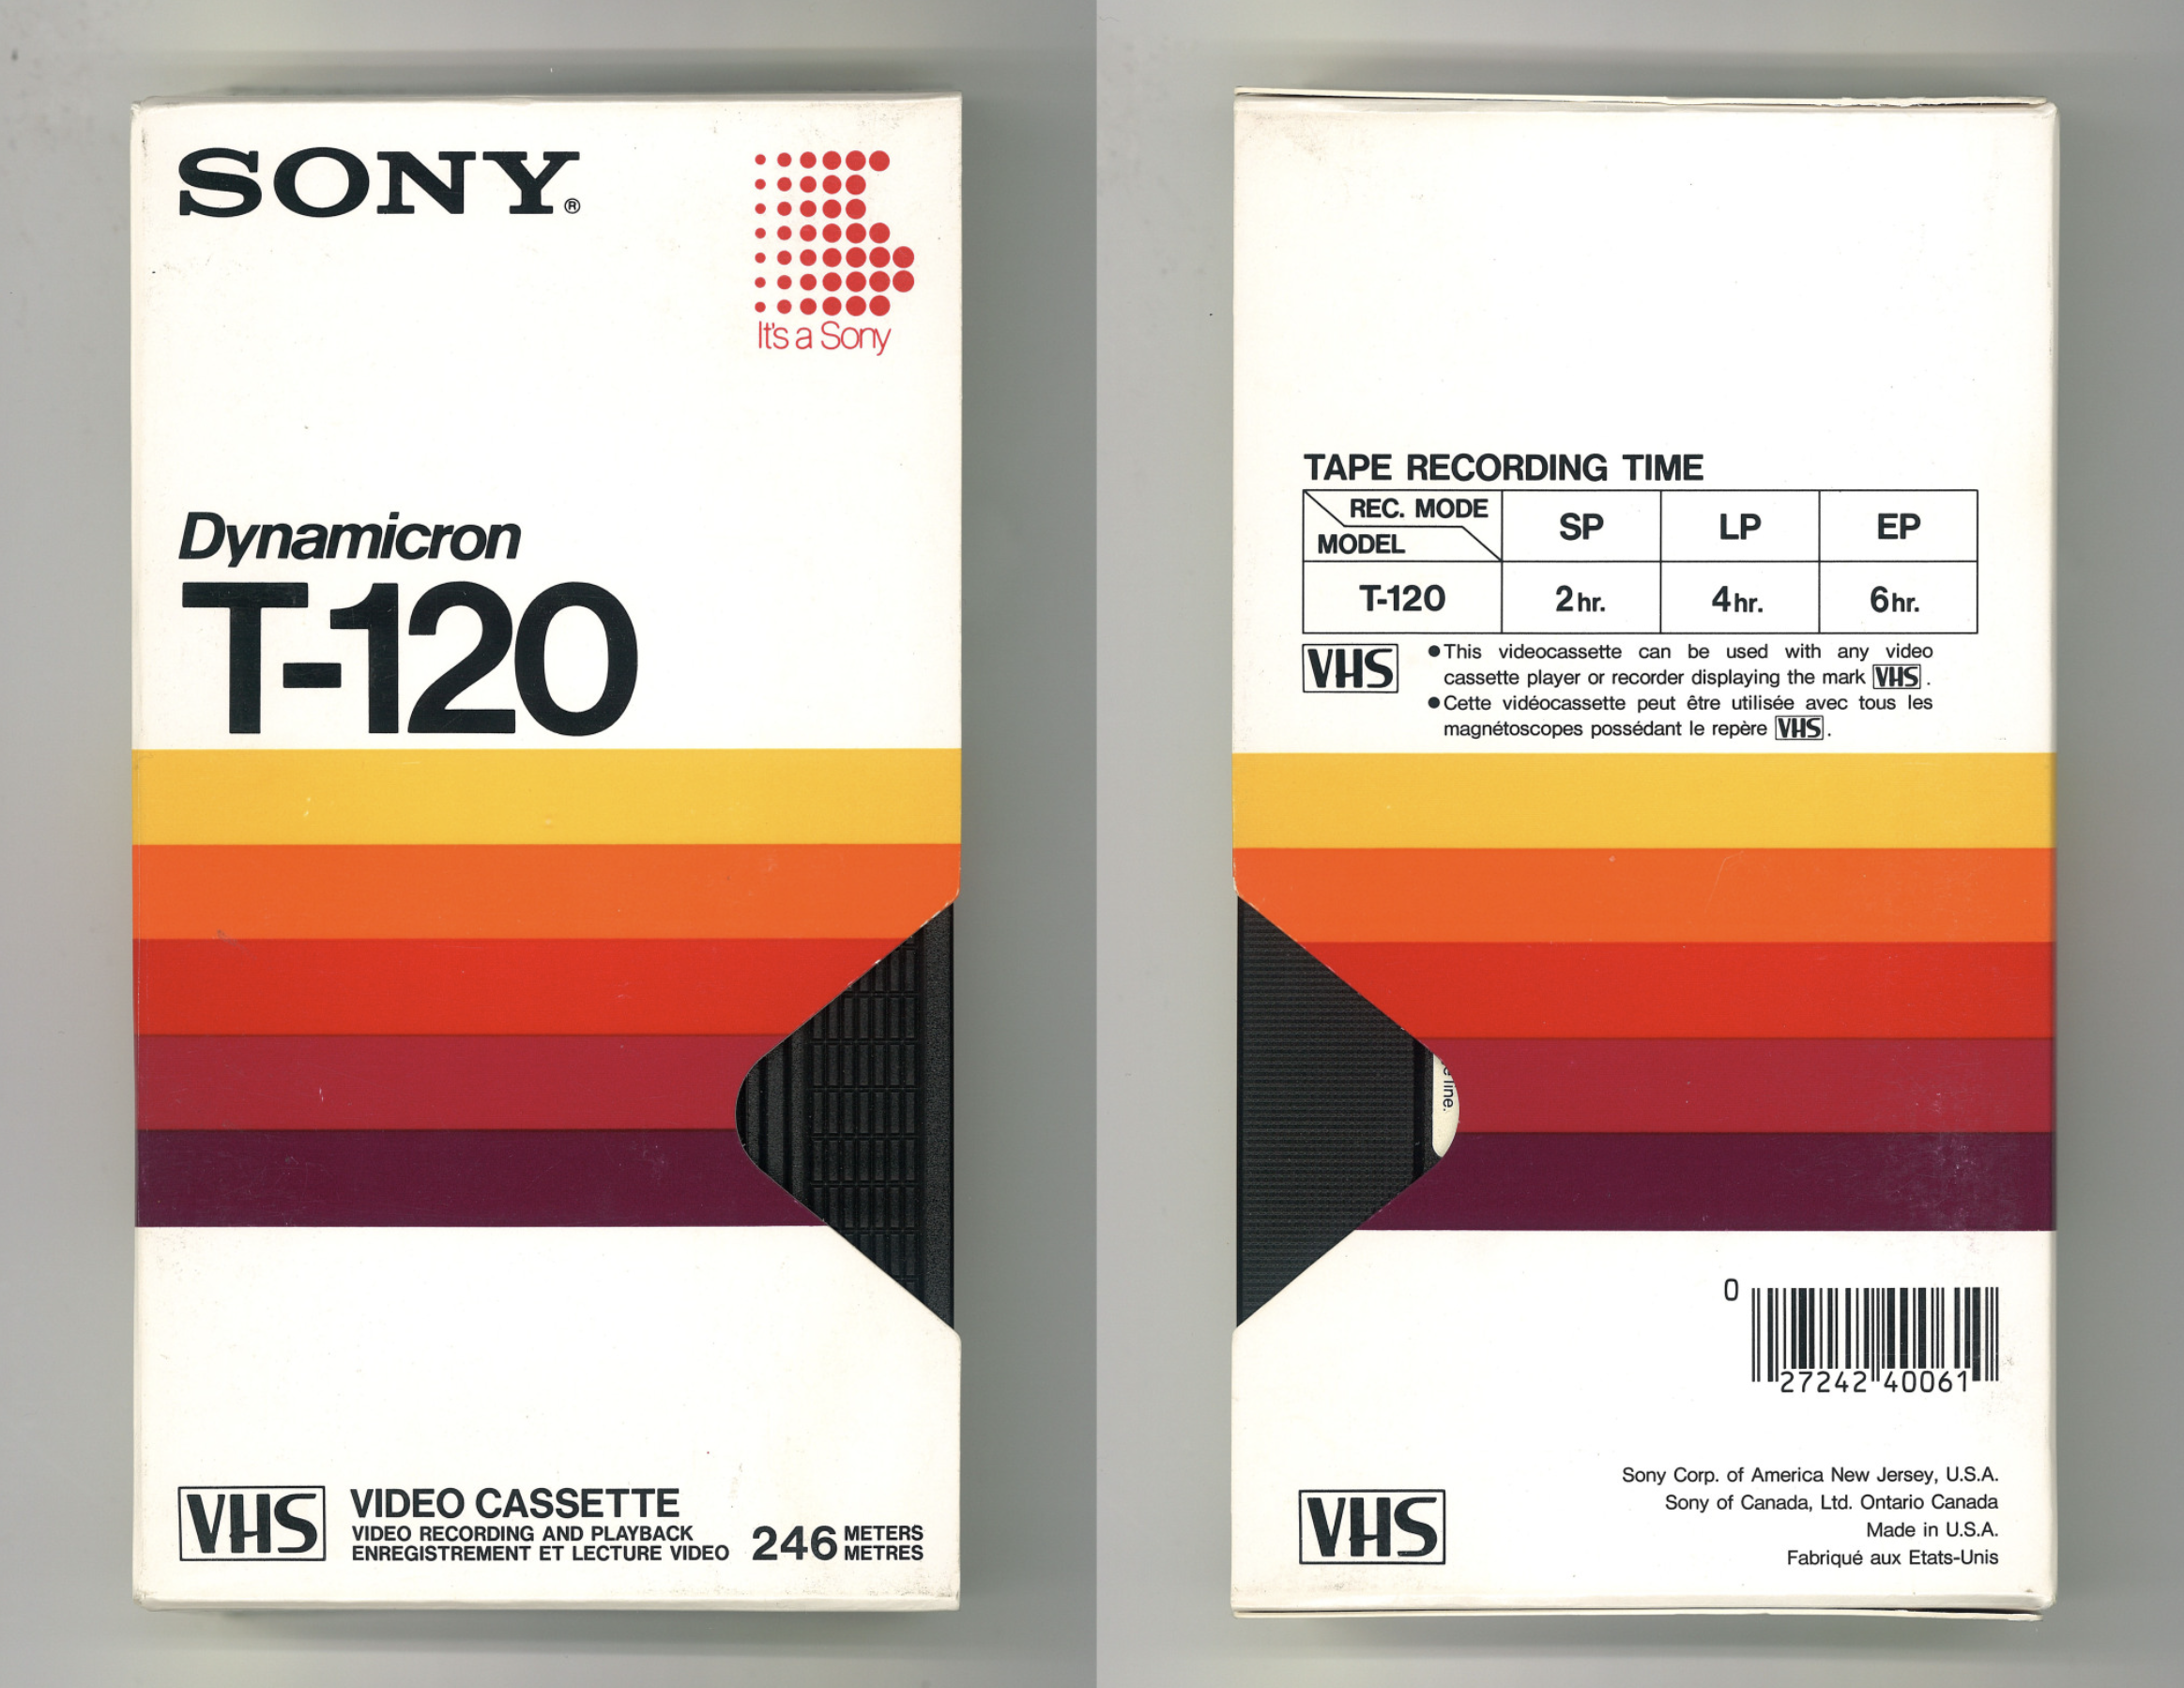 SONY®
It's a Sony
Dynamicron
T-120
VHS
VIDEO CASSETTE
VIDEO RECORDING AND PLAYBACK
ENREGISTREMENT ET LECTURE VIDEO
246 METERS
METRES
TAPE RECORDING TIME
REC. MODE
MODEL
SP
LP
EP
T-120
2hr.
4hr.
6hr.
VHS
●This videocassette can be used with any video
cassette player or recorder displaying the mark VHS.
●Cette vidéocassette peut être utilisée avec tous les
magnétoscopes possédant le repère VHS.
line.
0
27242 40061
VHS
Sony Corp. of America New Jersey, U.S.A.
Sony of Canada, Ltd. Ontario Canada
Made in U.S.A.
Fabriqué aux Etats-Unis